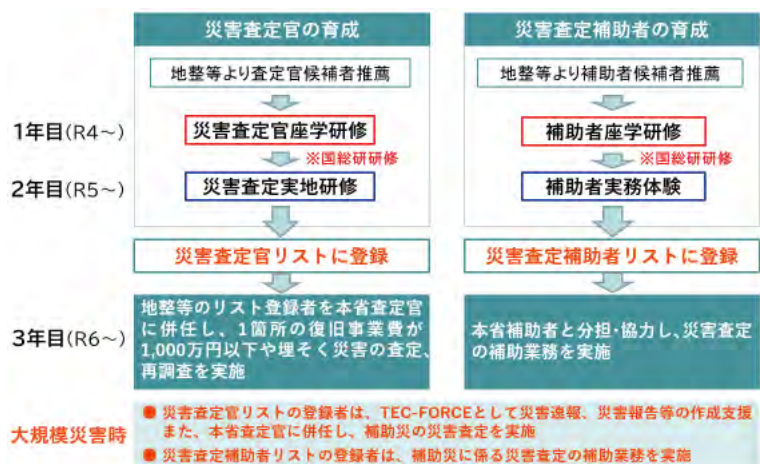 災害査定官の育成
災害査定補助者の育成
地整等より査定官候補者推薦
地整等より補助者候補者推薦
1年目(R4～)
災害査定官座学研修
補助者座学研修
※国総研研修
※国総研研修
2年目(R5～)
災害査定実地研修
補助者実務体験
災害査定官リストに登録
災害査定補助者リストに登録
3年目(R6～)
地整等のリスト登録者を本省査定官
に併任し、1箇所の復旧事業費が
1,000万円以下や埋そく災害の査定、
再調査を実施
本省補助者と分担・協力し、災害査定
の補助業務を実施
大規模災害時
● 災害査定官リストの登録者は、TEC-FORCEとして災害速報、災害報告等の作成支援
また、本省査定官に併任し、補助災の災害査定を実施
● 災害査定補助者リストの登録者は、補助災に係る災害査定の補助業務を実施